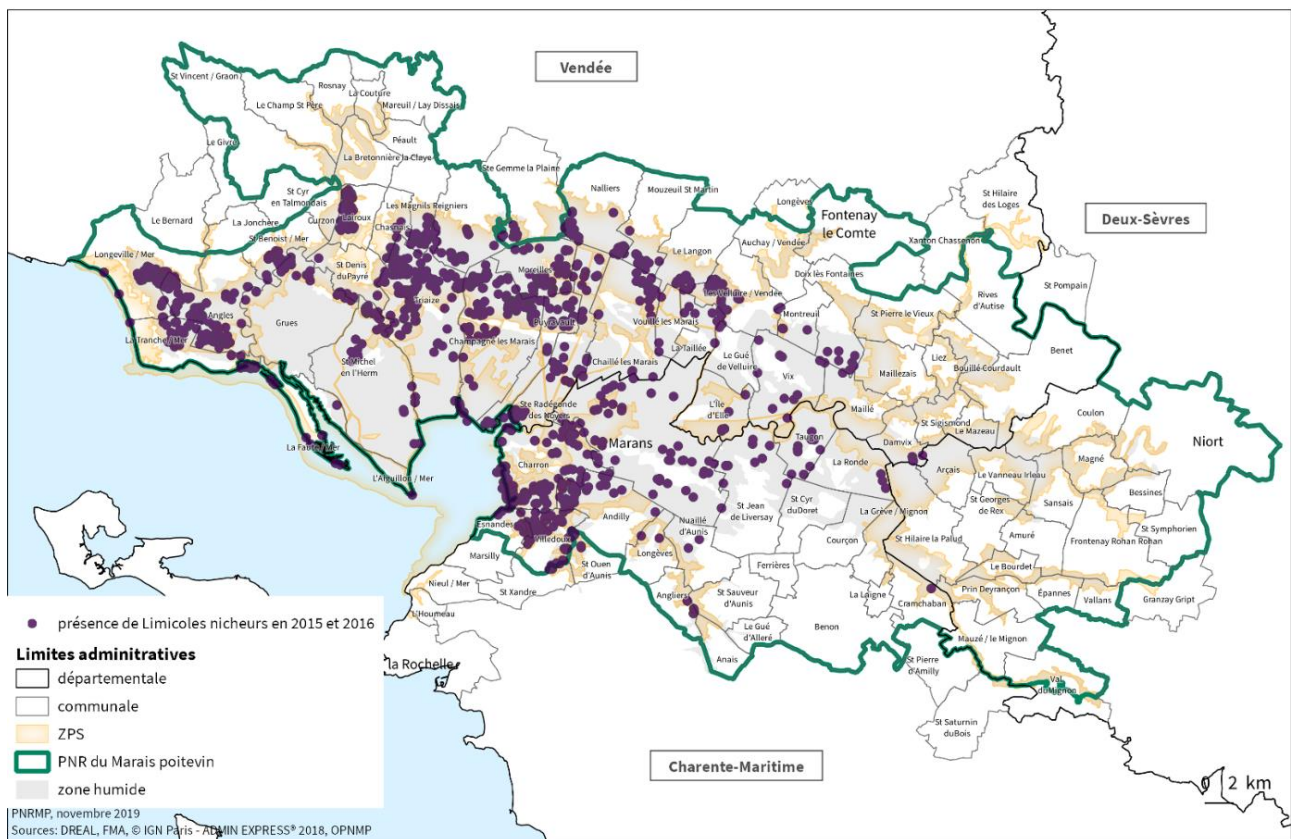 Vendée
Deux-Sèvres
Charente-Maritime
St Vincent / Graon
Rosnay
La Couture
Le Champ St Père
Mareuil / Lay Dissais
Péault
La Bretonnière la Claye
Ste Gemme la Plaine
Nalliers
Mouzeuil St Martin
Longèves
Fontenay
le Comte
St Hilaire
des Loges
Auchay / Vendée
Xanton Chassenon
St Cyr
en Talmondais
Le Bernard
La Jonchère
Curzon
Lairoux
Les Magnils Reigniers
Chasnais
Le Langon
Doix lès Fontaines
St Pompain
Longeville / Mer
St Benoist / Mer
St Denis
du Payré
Moreilles
Rives
d'Autise
Angles
Grues
Triaize
Puyravault
Vouillé les Marais
Montreuil
St Pierre le Vieux
La Tranche / Mer
St Michel
en l'Herm
Champagné les Marais
Chaillé les Marais
La Taillée
Le Gué
de Velluire
Vix
Liez
Benet
Maillezais
Bouillé Courdault
L'Île
d'Elle
Maillé
St Sigismond
Le Mazeau
Coulon
Niort
Ste Radégonde
des Noyers
Marans
Taugon
Damvix
Magné
La Faute / Mer
Charron
La Ronde
Arçais
Le Vanneau Irleau
Bessines
L'Aiguillon / Mer
St Georges
de Rex
Sansais
Esnandes
Villedoux
Andilly
Nuaillé
d'Aunis
St Jean
de Liversay
St Cyr
du Doret
La Grève / Mignon
St Symphorien
Amuré
Frontenay Rohan Rohan
St Hilaire la Palud
Marsilly
St Ouen
d'Aunis
Longèves
Courçon
Le Bourdet
Nieul / Mer
St Xandre
Angliers
Ferrières
St Sauveur
d'Aunis
La Laigne
Cramchaban
Prin Deyrançon
Épannes
Vallans
Granzay Gript
L'Houmeau
Le Gué
d'Alleré
Benon
Mauzé / le Mignon
la Rochelle
Anais
St Pierre
d'Amilly
Val
du Mignon
St Saturnin
du Bois
présence de Limicoles nicheurs en 2015 et 2016
Limites adminitratives
départementale
communale
ZPS
PNR du Marais poitevin
zone humide
0 2 km
PNRMP, novembre 2019
Sources: DREAL, FMA, © IGN Paris - ADMIN EXPRESS® 2018, OPNMP